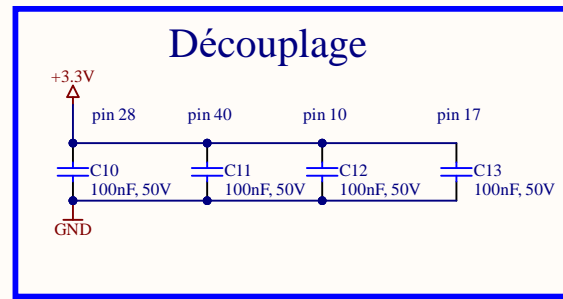 Découplage
+3.3V
pin 28 pin 40 pin 10 pin 17
C10 C11 C12 C13
100nF, 50V 100nF, 50V 100nF, 50V 100nF, 50V
GND